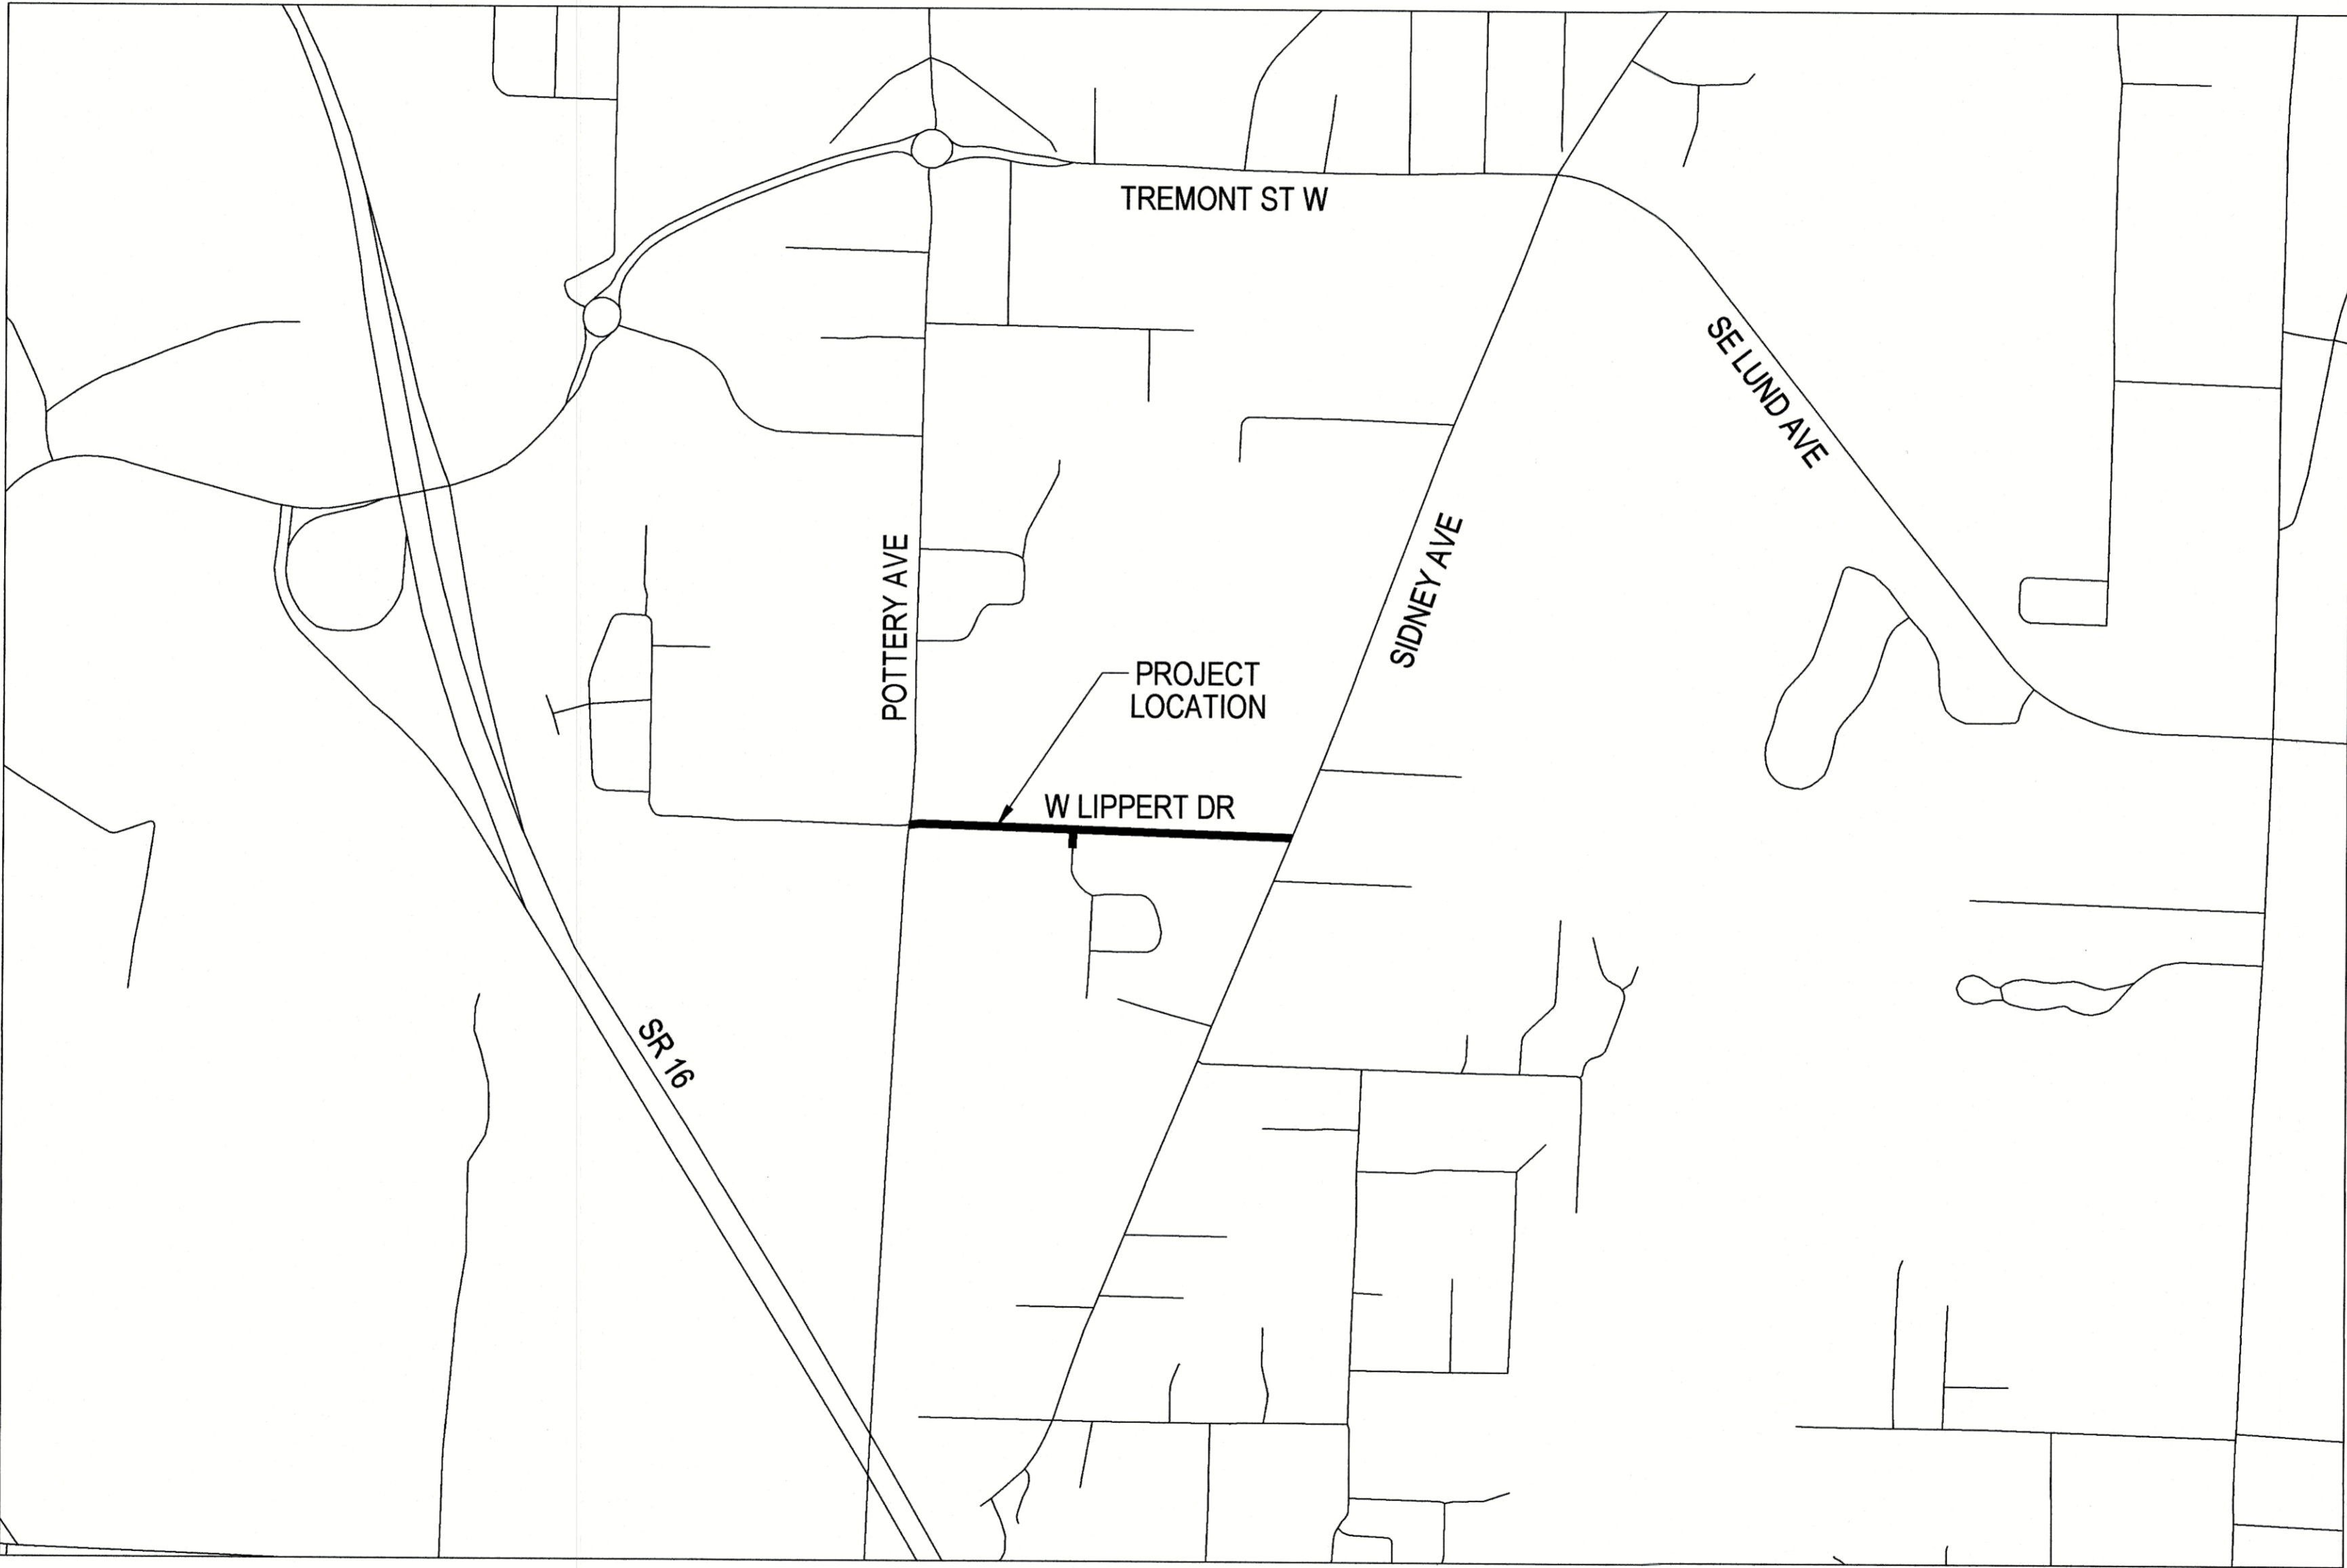 TREMONT ST W
SE LUND AVE
POTTERY AVE
SIDNEY AVE
PROJECT
LOCATION
W LIPPERT DR
SR 16